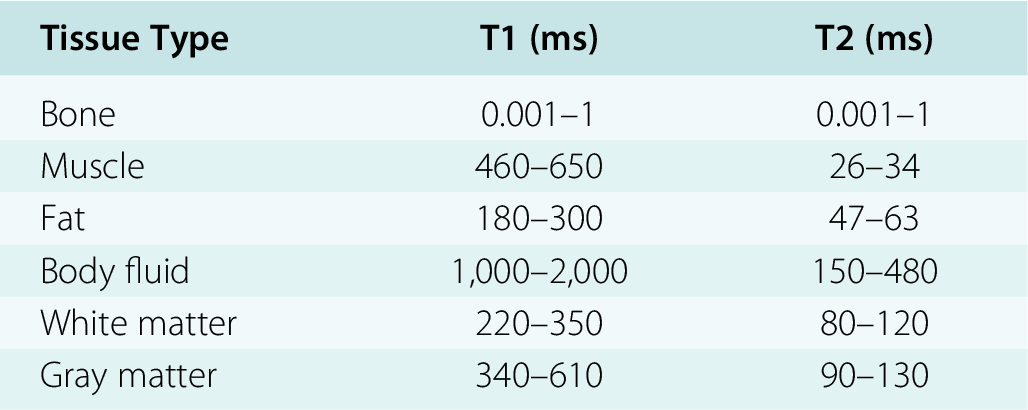 Tissue Type T1 (ms) T2 (ms)
Bone 0.001–1 0.001–1
Muscle 460–650 26–34
Fat 180–300 47–63
Body fluid 1,000–2,000 150–480
White matter 220–350 80–120
Gray matter 340–610 90–130